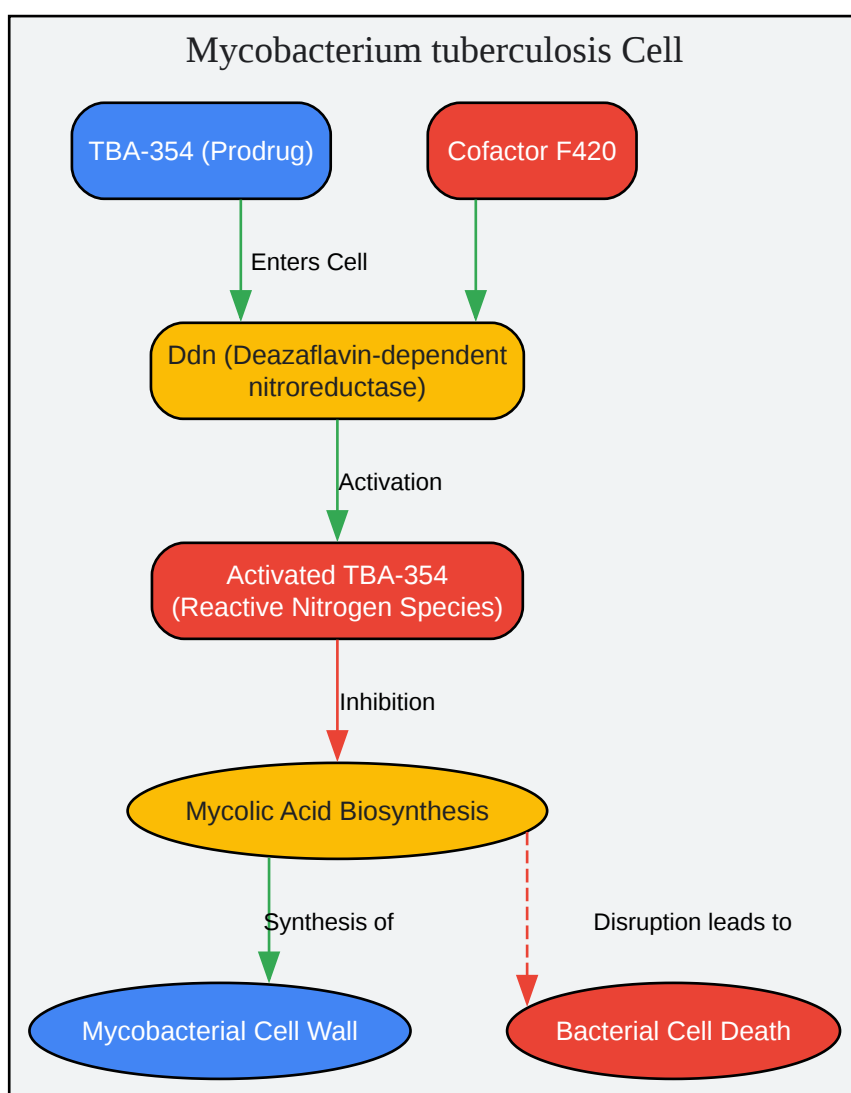 Mycobacterium tuberculosis Cell
TBA-354 (Prodrug)
Cofactor F420
Enters Cell
Ddn (Deazaflavin-dependent
nitroreductase)
Activation
Activated TBA-354
(Reactive Nitrogen Species)
Inhibition
Mycolic Acid Biosynthesis
Synthesis of
Disruption leads to
Mycobacterial Cell Wall
Bacterial Cell Death